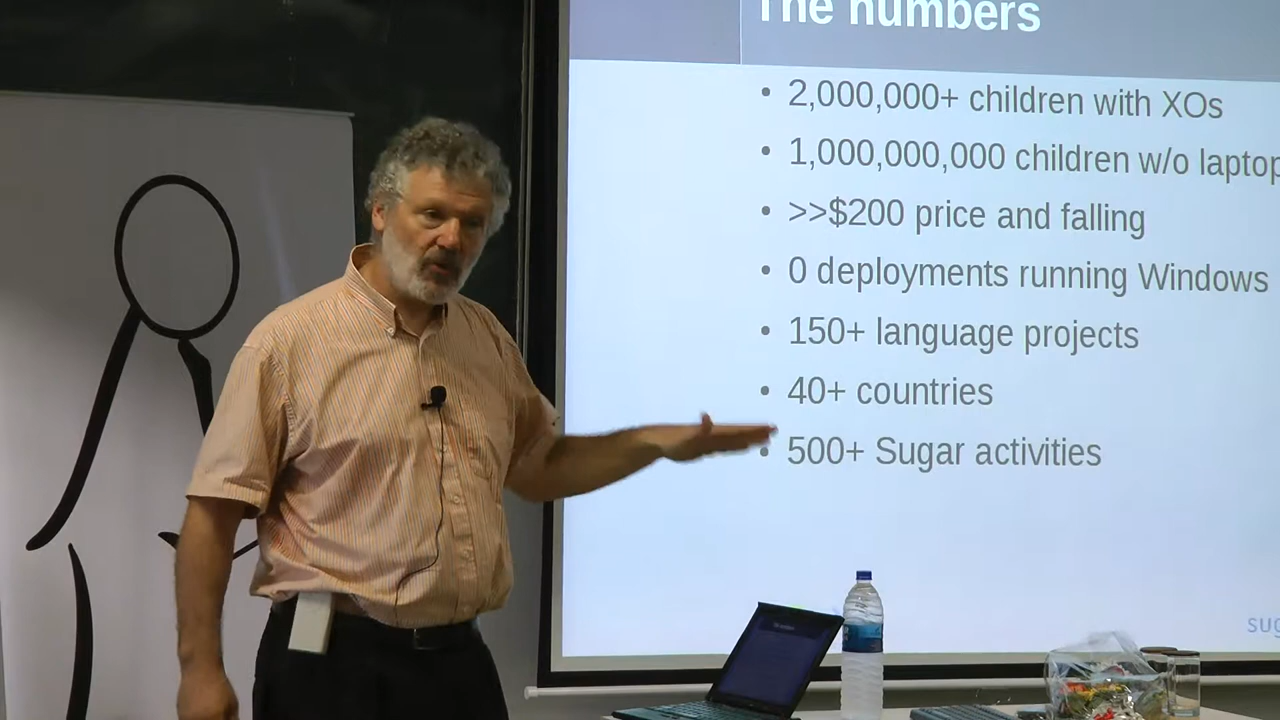 The numbers
• 2,000,000+ children with XOs
• 1,000,000,000 children w/o laptop
• >>$200 price and falling
• 0 deployments running Windows
• 150+ language projects
• 40+ countries
• 500+ Sugar activities
sug